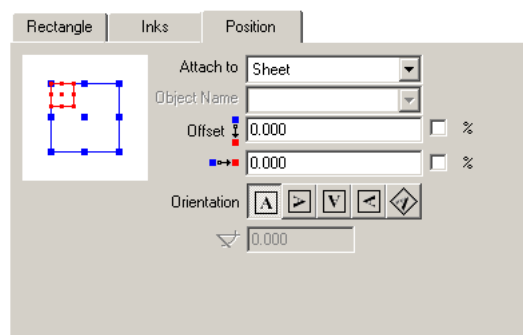 Rectangle Inks Position
Attach to Sheet
Object Name
Offset 0.000 %
0.000 %
Orientation A A A A A
0.000